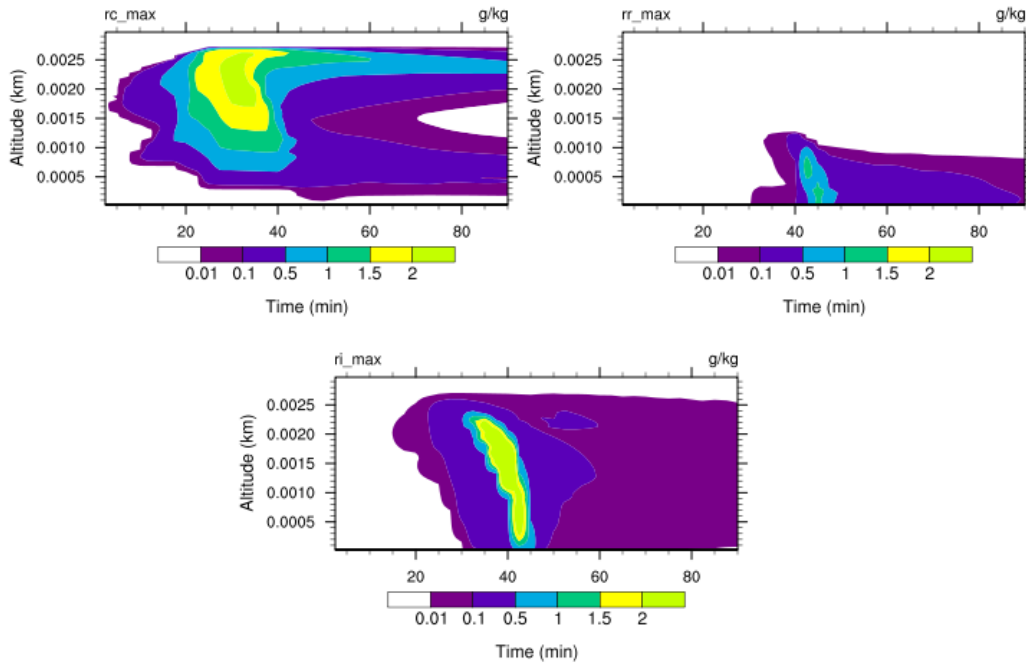 rc_max g/kg
Altitude (km)
0.0025
0.0020
0.0015
0.0010
0.0005
20 40 60 80
0.01 0.1 0.5 1 1.5 2
Time (min)
rr_max g/kg
Altitude (km)
0.0025
0.0020
0.0015
0.0010
0.0005
20 40 60 80
0.01 0.1 0.5 1 1.5 2
Time (min)
ri_max g/kg
Altitude (km)
0.0025
0.0020
0.0015
0.0010
0.0005
20 40 60 80
0.01 0.1 0.5 1 1.5 2
Time (min)